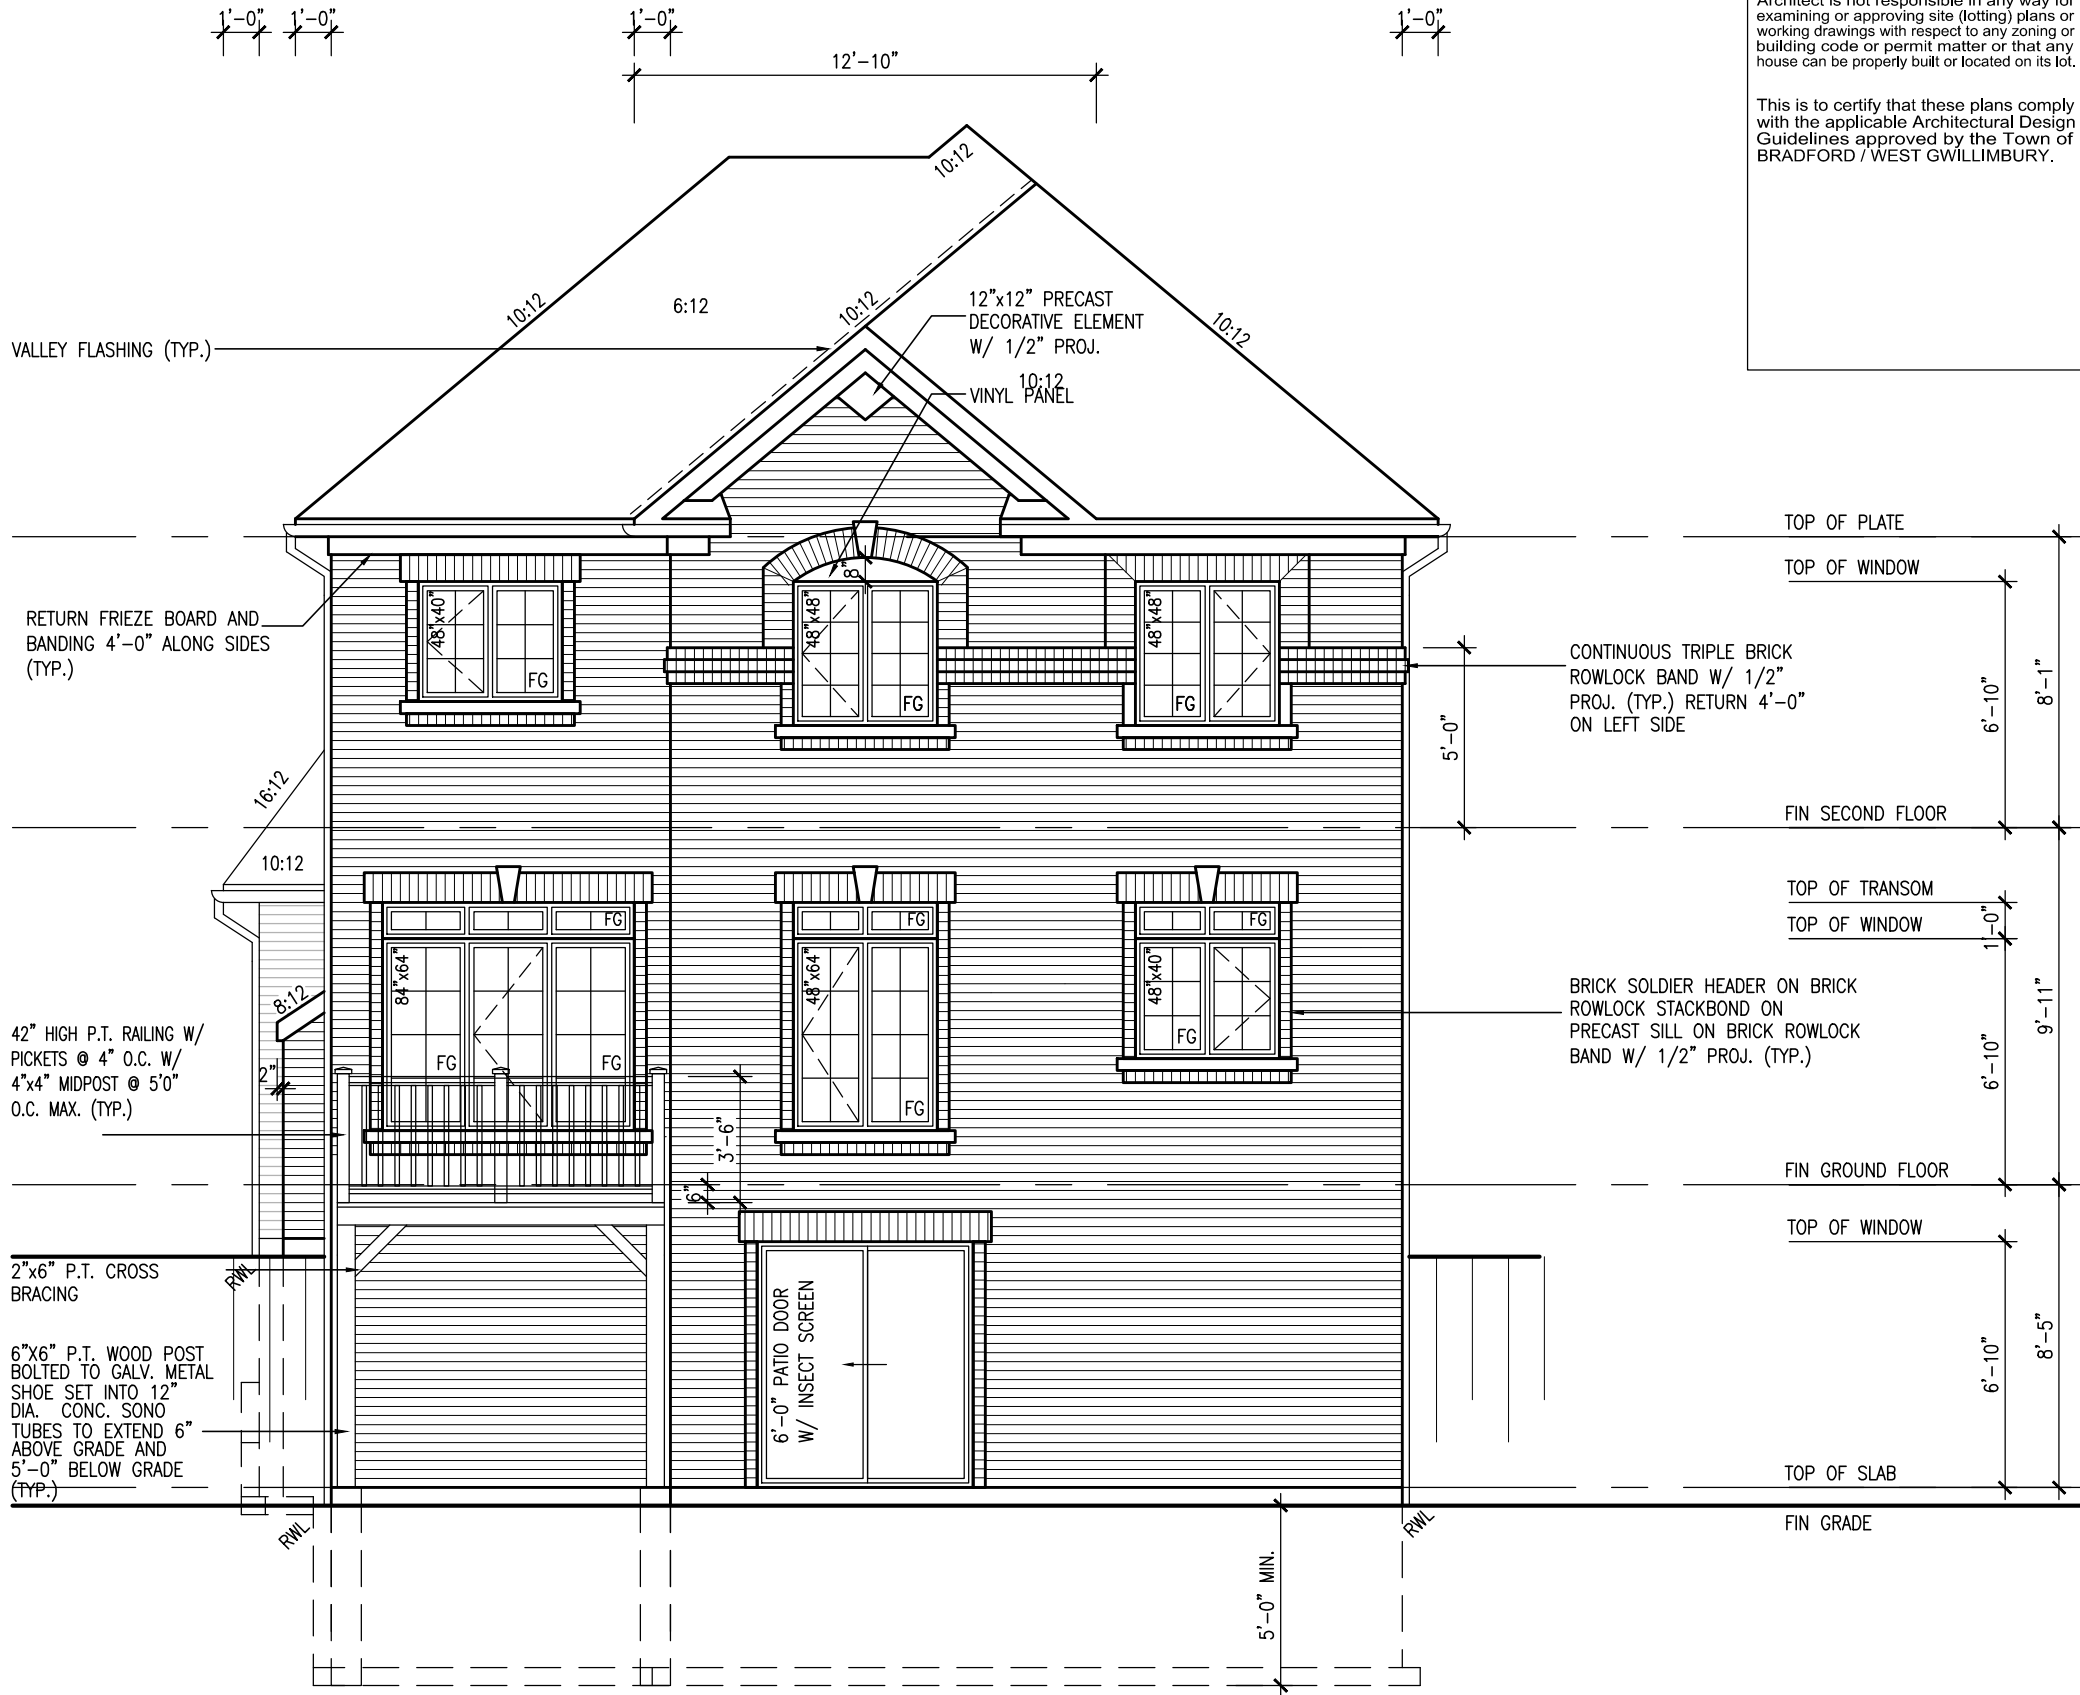 1'-0"
1'-0"
1'-0"
1'-0"
12'-10"
Architect is not responsible in any way for
examining or approving site (lotting) plans or
working drawings with respect to any zoning or
building code or permit matter or that any
house can be properly built or located on its lot.
This is to certify that these plans comply
with the applicable Architectural Design
Guidelines approved by the Town of
BRADFORD / WEST GWILLIMBURY.
10:12
10:12
6:12
10:12
10:12
10:12
12"x12" PRECAST
DECORATIVE ELEMENT
W/ 1/2" PROJ.
VINYL PANEL
VALLEY FLASHING (TYP.)
TOP OF PLATE
TOP OF WINDOW
8"
48"x40"
FG
48"x48"
FG
48"x48"
FG
RETURN FRIEZE BOARD AND
BANDING 4'-0" ALONG SIDES
(TYP.)
CONTINUOUS TRIPLE BRICK
ROWLOCK BAND W/ 1/2"
PROJ. (TYP.) RETURN 4'-0"
ON LEFT SIDE
5'-0"
6'-10"
8'-1"
16:12
10:12
FIN SECOND FLOOR
TOP OF TRANSOM
TOP OF WINDOW
1'-0"
FG
FG
FG
84"x64"
FG
FG
48"x64"
FG
48"x40"
FG
BRICK SOLDIER HEADER ON BRICK
ROWLOCK STACKBOND ON
PRECAST SILL ON BRICK ROWLOCK
BAND W/ 1/2" PROJ. (TYP.)
9'-11"
6'-10"
8:12
42" HIGH P.T. RAILING W/
PICKETS @ 4" O.C. W/
4"x4" MIDPOST @ 5'0"
O.C. MAX. (TYP.)
2"
3'-6"
6"
FIN GROUND FLOOR
TOP OF WINDOW
2"x6" P.T. CROSS
BRACING
RWL
6'-0" PATIO DOOR
W/ INSECT SCREEN
6'-10"
8'-5"
6"X6" P.T. WOOD POST
BOLTED TO GALV. METAL
SHOE SET INTO 12"
DIA. CONC. SONO
TUBES TO EXTEND 6"
ABOVE GRADE AND
5'-0" BELOW GRADE
(TYP.)
TOP OF SLAB
RWL
RWL
FIN GRADE
5'-0" MIN.